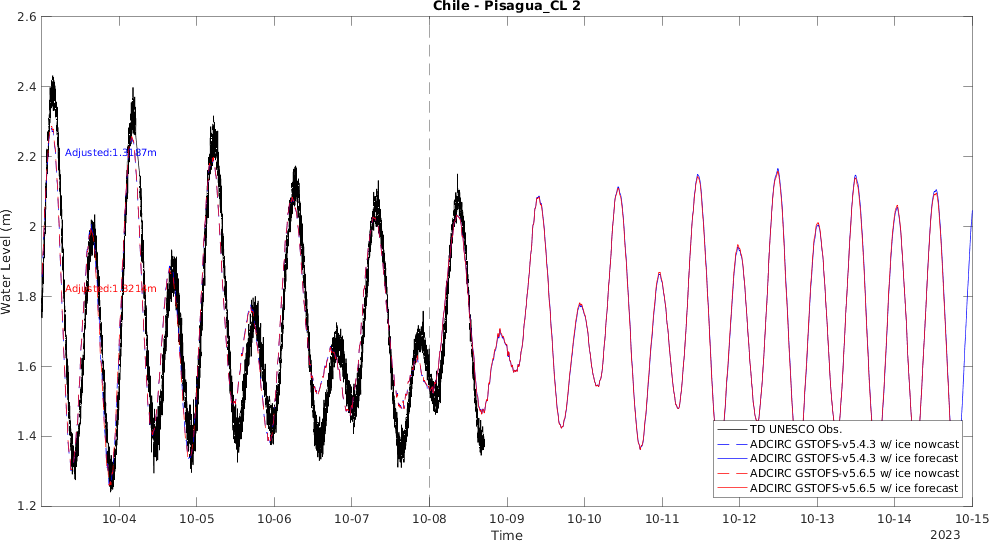 Chile - Pisagua_CL 2
2.6
2.4
2.2
2
1.8
1.6
1.4
1.2
Water Level (m)
Adjusted:1.3187m
TD UNESCO Obs.
ADCIRC GSTOFS-v5.4.3 w/ ice nowcast
ADCIRC GSTOFS-v5.4.3 w/ ice forecast
ADCIRC GSTOFS-v5.6.5 w/ ice nowcast
ADCIRC GSTOFS-v5.6.5 w/ ice forecast
10-04
10-05
10-06
10-07
10-08
10-09
10-10
10-11
10-12
10-13
10-14
10-15
Time
2023